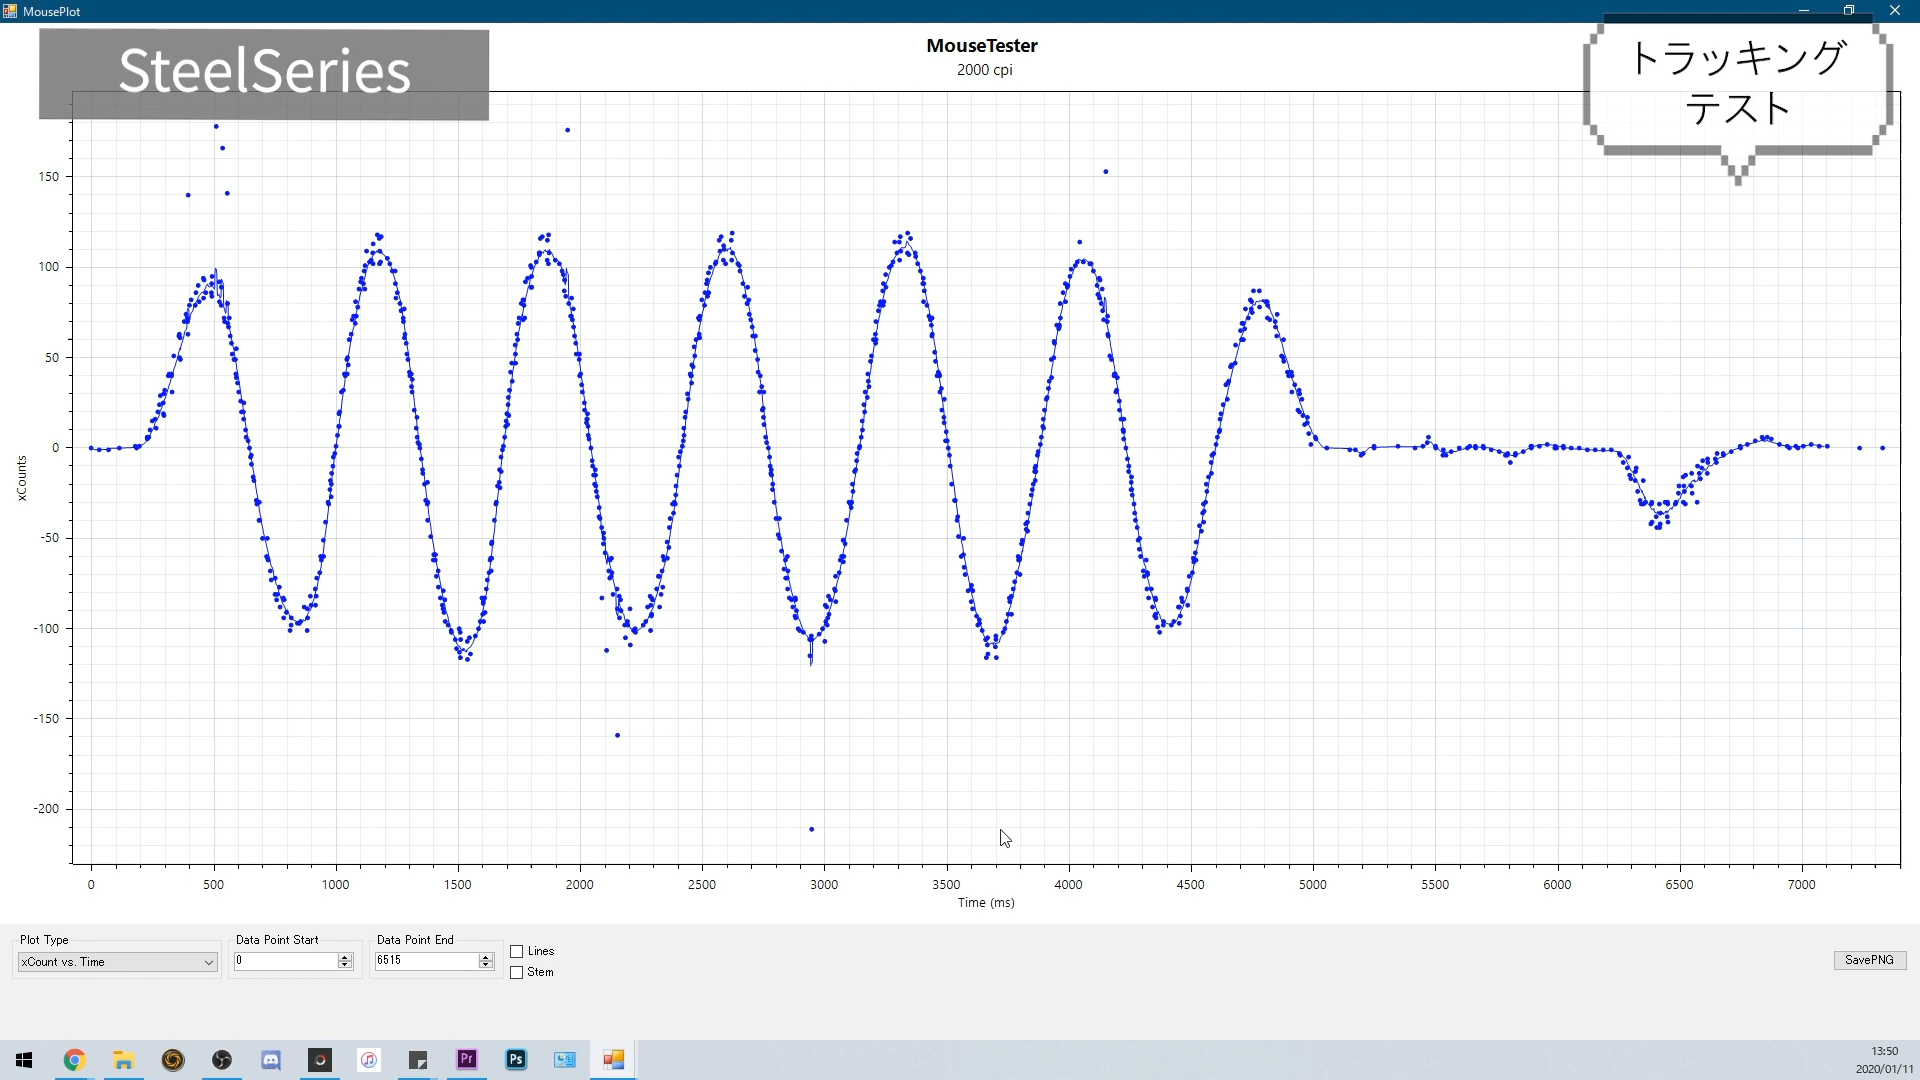 MousePlot
SteelSeries
MouseTester
2000 cpi
トラッキング
テスト
150
100
50
0
-50
-100
-150
-200
xCounts
0 500 1000 1500 2000 2500 3000 3500 4000 4500 5000 5500 6000 6500 7000
Time (ms)
Plot Type
xCount vs. Time
Data Point Start
0
Data Point End
6515
Lines
Stem
SavePNG
Pr
Ps
13:50
2020/01/11